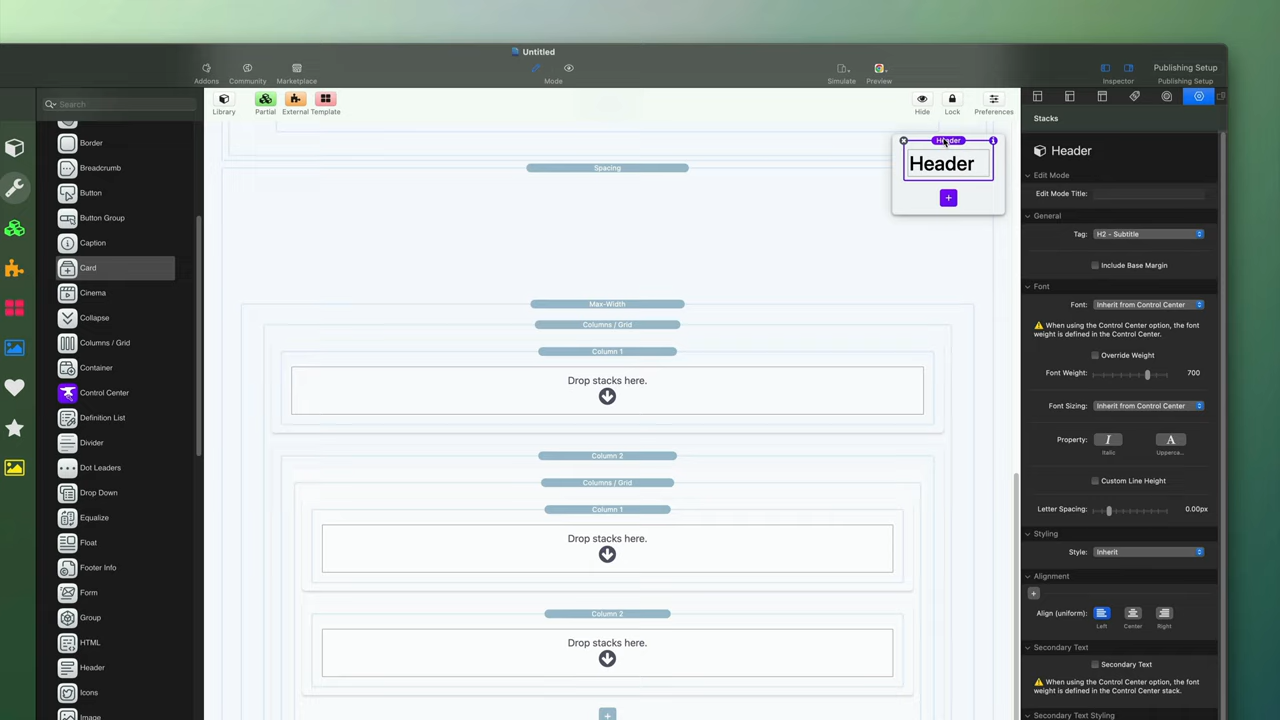 Untitled
Addons
Community
Marketplace
Mode
Simulate
Preview
Inspector
Publishing Setup
Publishing Setup
Search
Border
Breadcrumb
Button
Button Group
Caption
Card
Cinema
Collapse
Columns / Grid
Container
Control Center
Definition List
Divider
Dot Leaders
Drop Down
Equalize
Float
Footer Info
Form
Group
HTML
Header
Icons
Image
Library
Partial
External
Template
Hide
Lock
Preferences
Header
Header
Spacing
Max-Width
Columns / Grid
Column 1
Drop stacks here.
Column 2
Columns / Grid
Column 1
Drop stacks here.
Column 2
Drop stacks here.
Stacks
Header
Edit Mode
Edit Mode Title:
General
Tag: H2 - Subtitle
Include Base Margin
Font
Font: Inherit from Control Center
⚠️ When using the Control Center option, the font
weight is defined in the Control Center.
Override Weight
Font Weight: 700
Font Sizing: Inherit from Control Center
Property: I A
Italic Upperca...
Custom Line Height
Letter Spacing: 0.00px
Styling
Style: Inherit
Alignment
Align (uniform):
Left Center Right
Secondary Text
Secondary Text
⚠️ When using the Control Center option, the font
weight is defined in the Control Center stack.
Secondary Text Styling